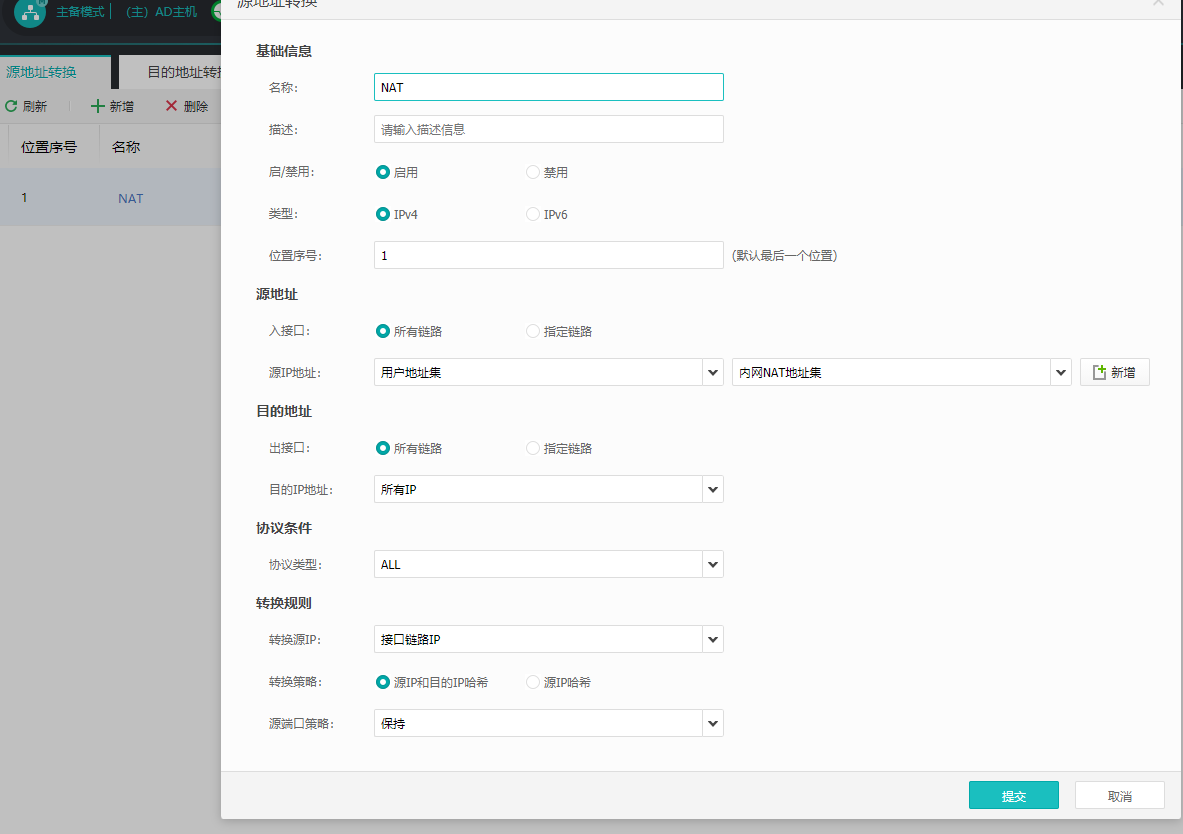 主备模式 (主) AD主机
源地址转换
源地址转换 目的地址转换
刷新 新增 删除
位置序号 名称
1 NAT
基础信息
名称: NAT
描述: 请输入描述信息
启/禁用: 启用 禁用
类型: IPv4 IPv6
位置序号: 1 (默认最后一个位置)
源地址
入接口: 所有链路 指定链路
源IP地址: 用户地址集 内网NAT地址集 新增
目的地址
出接口: 所有链路 指定链路
目的IP地址: 所有IP
协议条件
协议类型: ALL
转换规则
转换源IP: 接口链路IP
转换策略: 源IP和目的IP哈希 源IP哈希
源端口策略: 保持
提交 取消